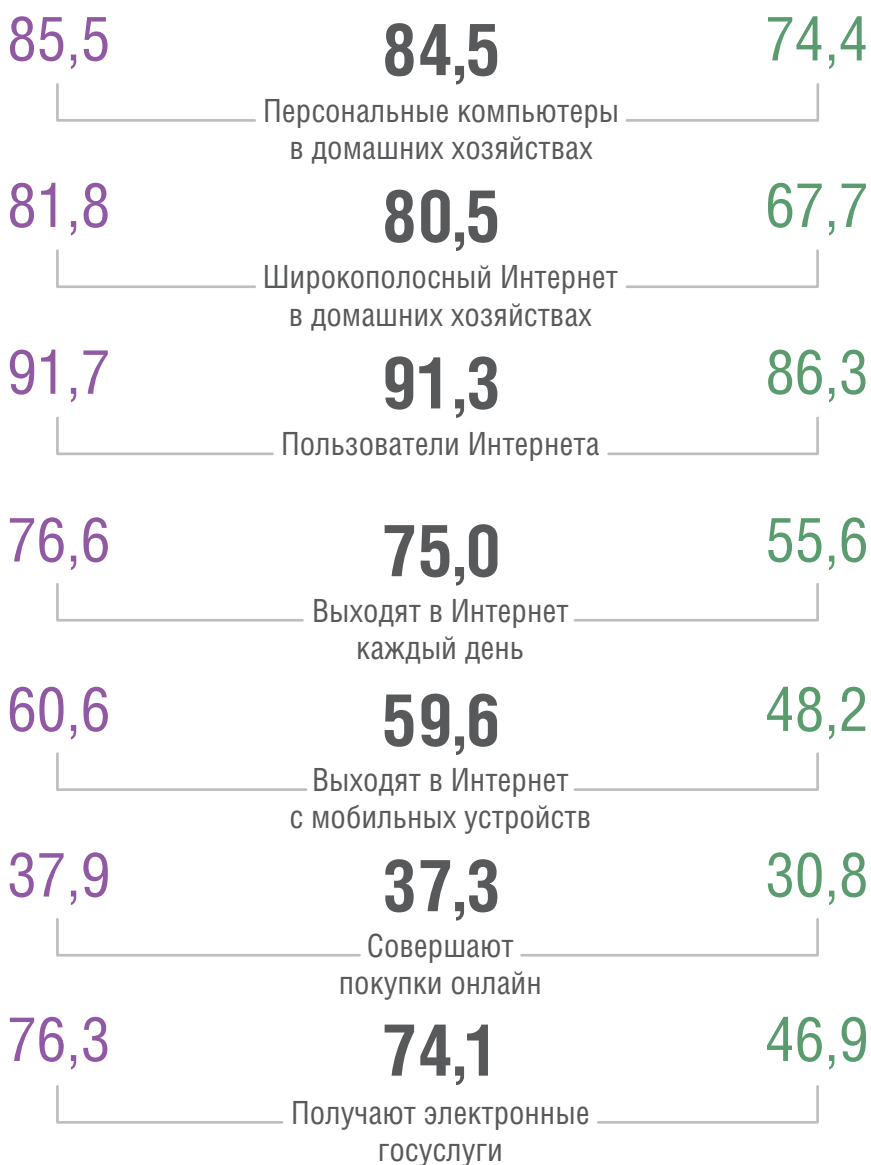 85,5 84,5 74,4
Персональные компьютеры
в домашних хозяйствах
81,8 80,5 67,7
Широкополосный Интернет
в домашних хозяйствах
91,7 91,3 86,3
Пользователи Интернета
76,6 75,0 55,6
Выходят в Интернет
каждый день
60,6 59,6 48,2
Выходят в Интернет
с мобильных устройств
37,9 37,3 30,8
Совершают
покупки онлайн
76,3 74,1 46,9
Получают электронные
госуслуги